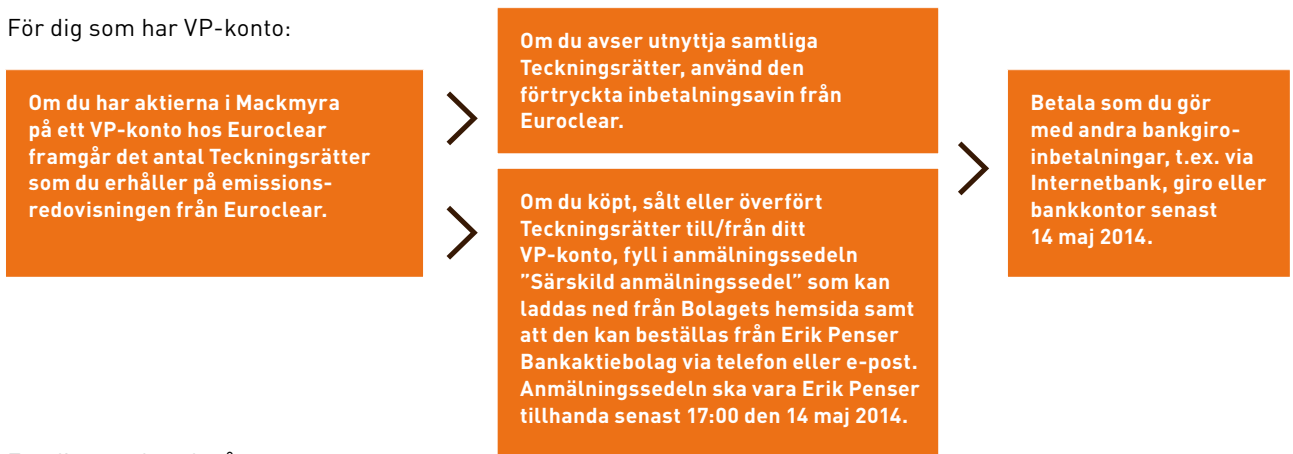 För dig som har VP-konto:
Om du har aktierna i Mackmyra
på ett VP-konto hos Euroclear
framgår det antal Teckningsrätter
som du erhåller på emissions-
redovisningen från Euroclear.
Om du avser utnyttja samtliga
Teckningsrätter, använd den
förtryckta inbetalningsavin från
Euroclear.
Om du köpt, sålt eller överfört
Teckningsrätter till/från ditt
VP-konto, fyll i anmälningssedeln
”Särskild anmälningssedel” som kan
laddas ned från Bolagets hemsida samt
att den kan beställas från Erik Penser
Bankaktiebolag via telefon eller e-post.
Anmälningssedeln ska vara Erik Penser
tillhanda senast 17:00 den 14 maj 2014.
Betala som du gör
med andra bankgiro-
inbetalningar, t.ex. via
Internetbank, giro eller
bankkontor senast
14 maj 2014.